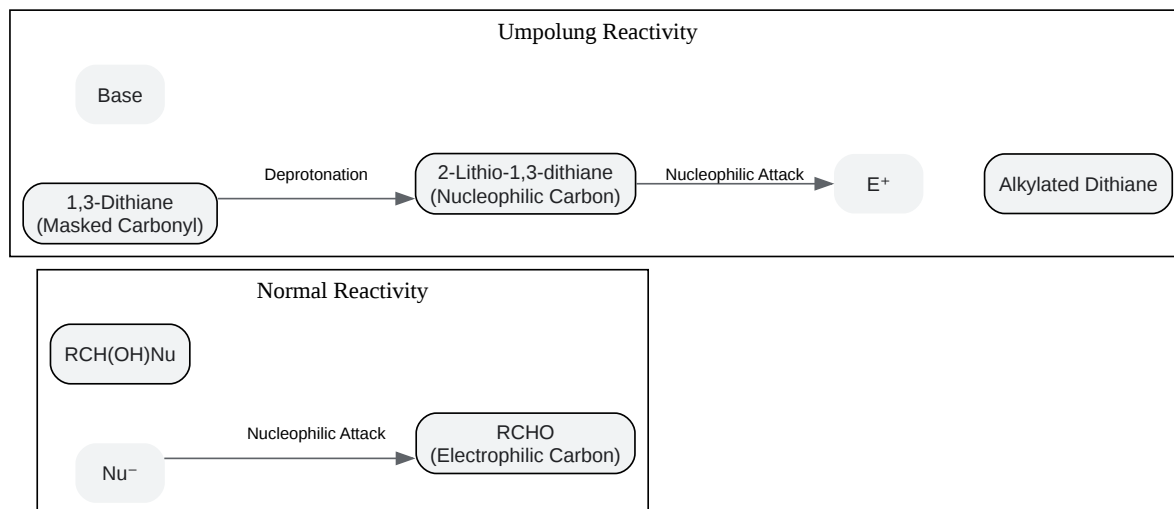 Umpolung Reactivity
Base
1,3-Dithiane
(Masked Carbonyl)
Deprotonation
2-Lithio-1,3-dithiane
(Nucleophilic Carbon)
Nucleophilic Attack
E⁺
Alkylated Dithiane
Normal Reactivity
RCH(OH)Nu
Nu⁻
Nucleophilic Attack
RCHO
(Electrophilic Carbon)